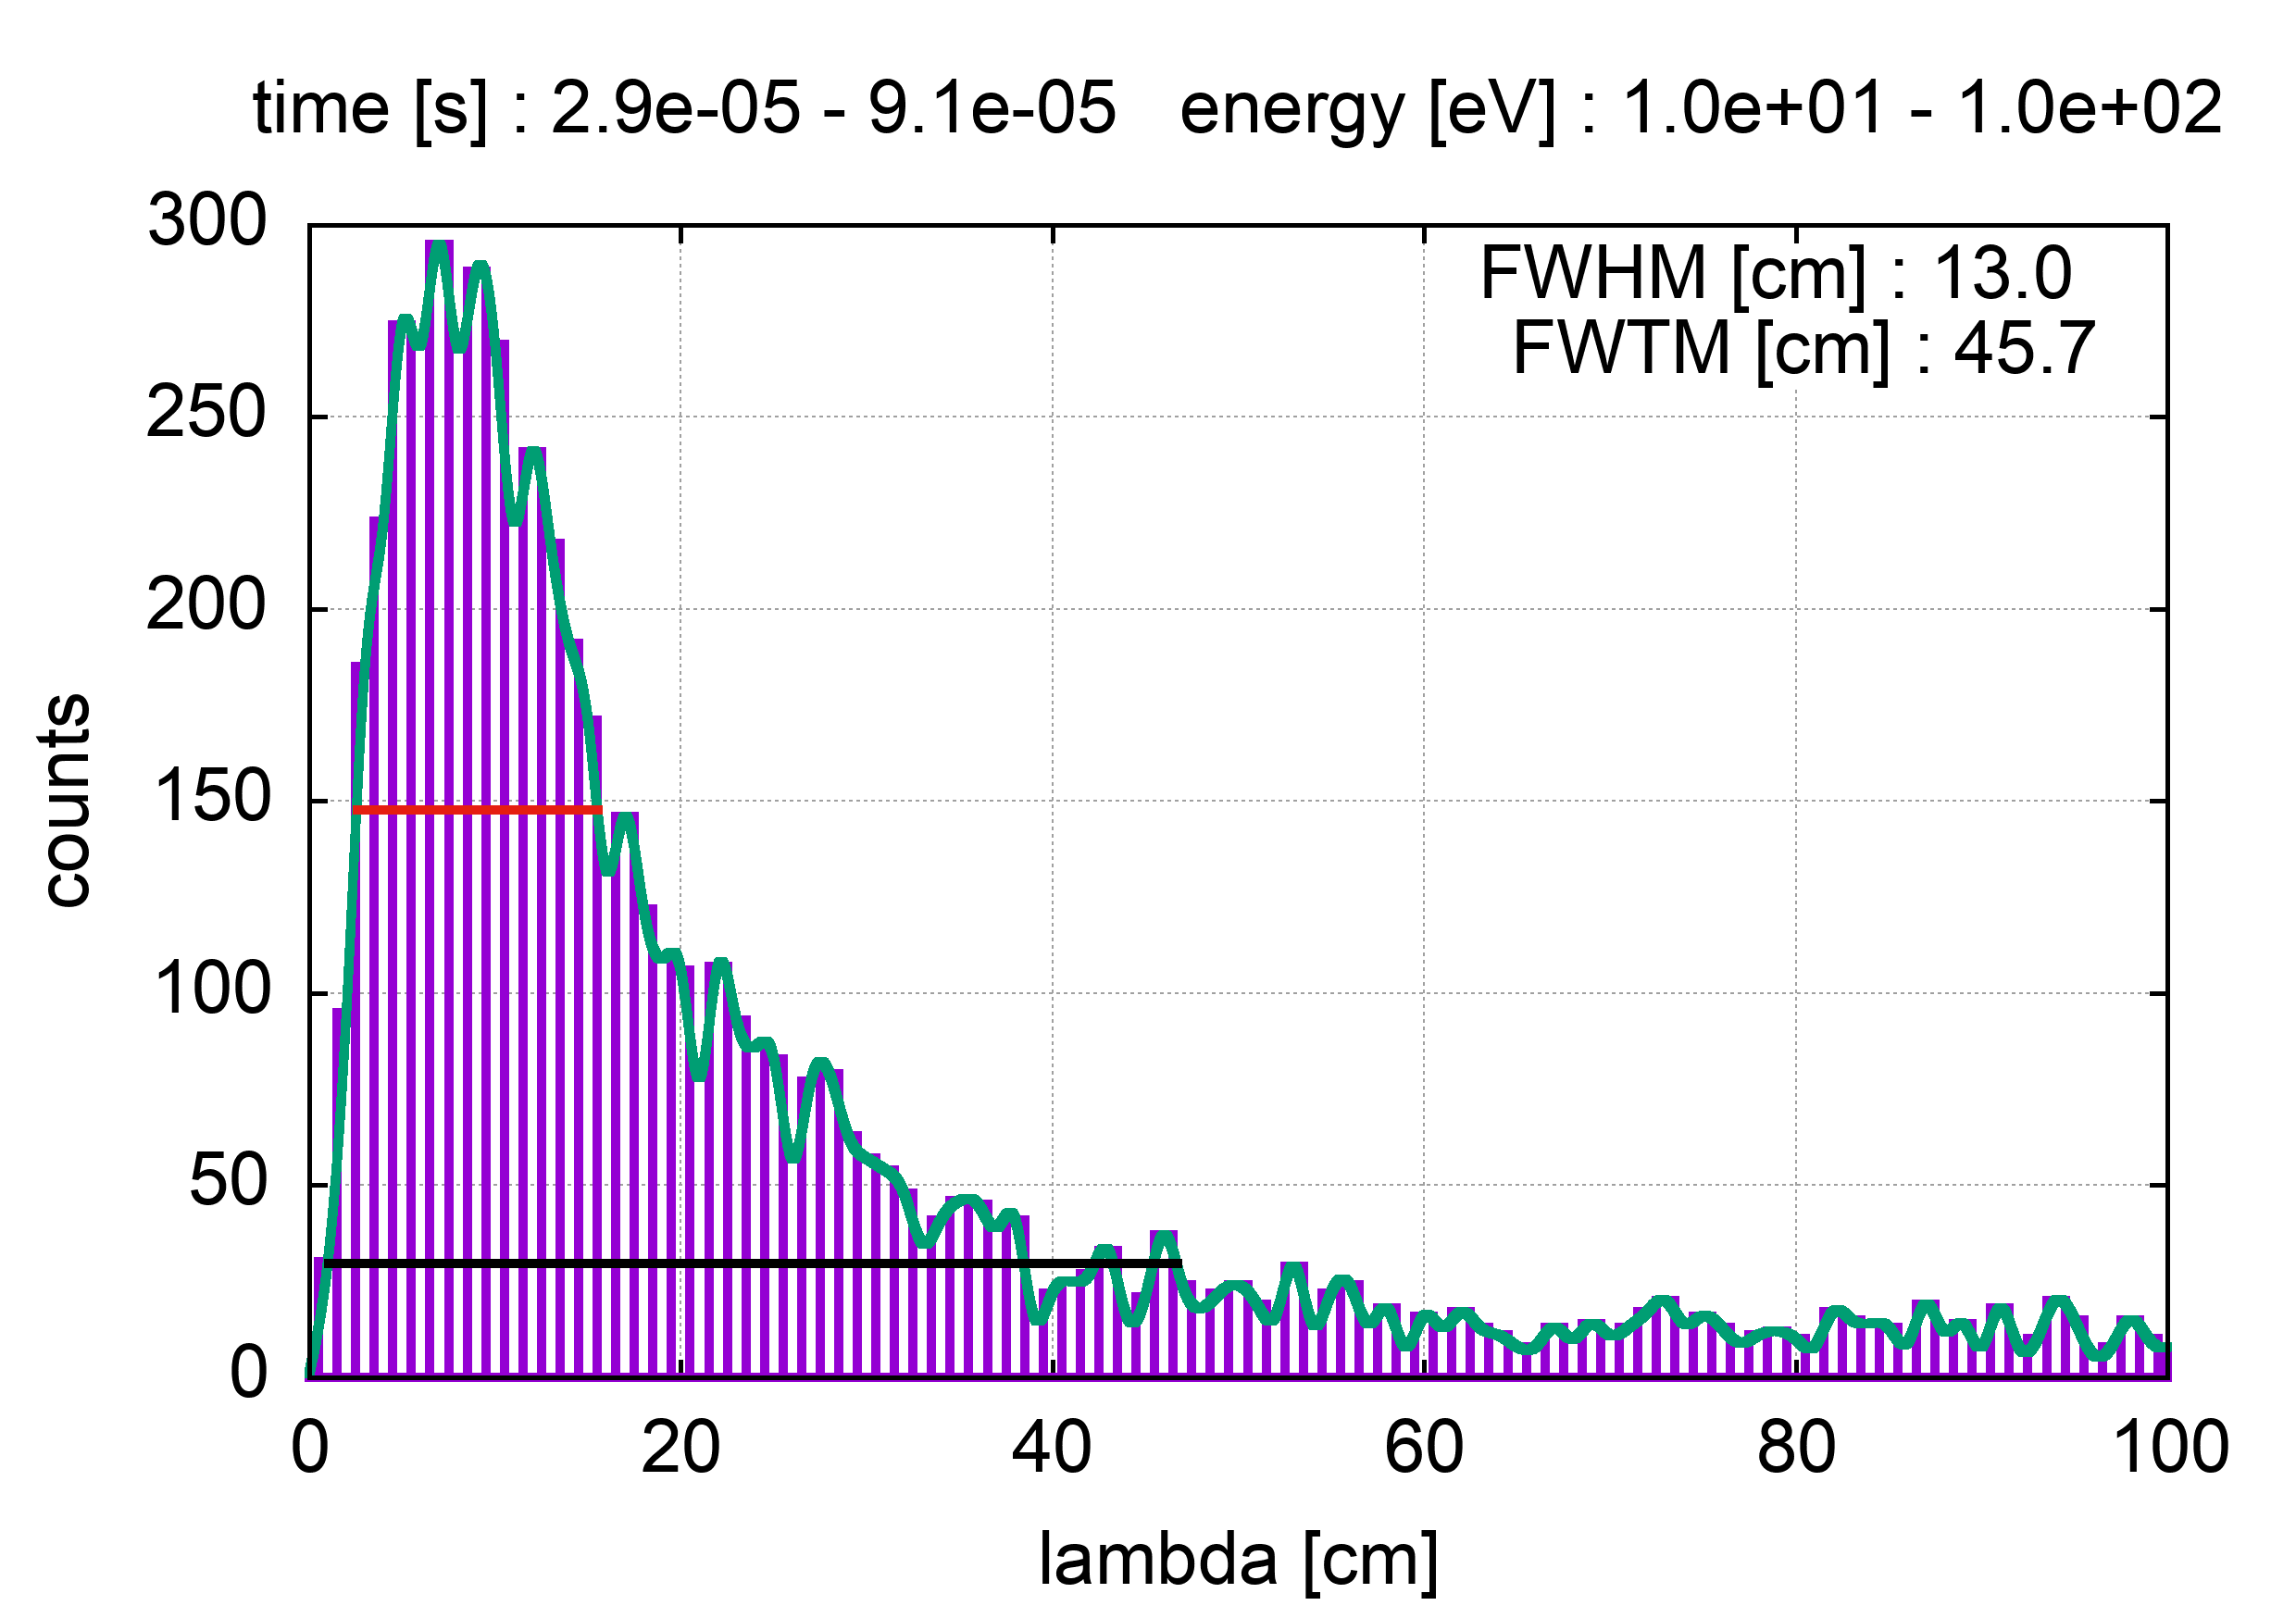 time [s] : 2.9e-05 - 9.1e-05   energy [eV] : 1.0e+01 - 1.0e+02
300
250
200
150
100
50
0
counts
FWHM [cm] : 13.0
FWTM [cm] : 45.7
0 20 40 60 80 100
lambda [cm]